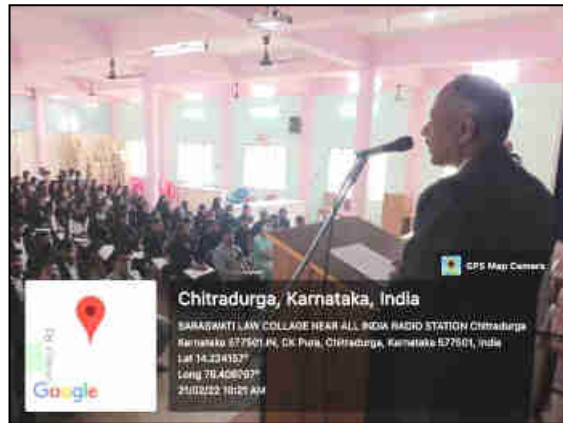 GPS Map Camera
Chitradurga, Karnataka, India
SARASWATI LAW COLLAGE NEAR ALL INDIA RADIO STATION Chitradurga
Karnataka 577501 IN, CK Pura, Chitradurga, Karnataka 577501, India
Lat 14.234157°
Long 76.409767°
21/02/22 10:21 AM
Google